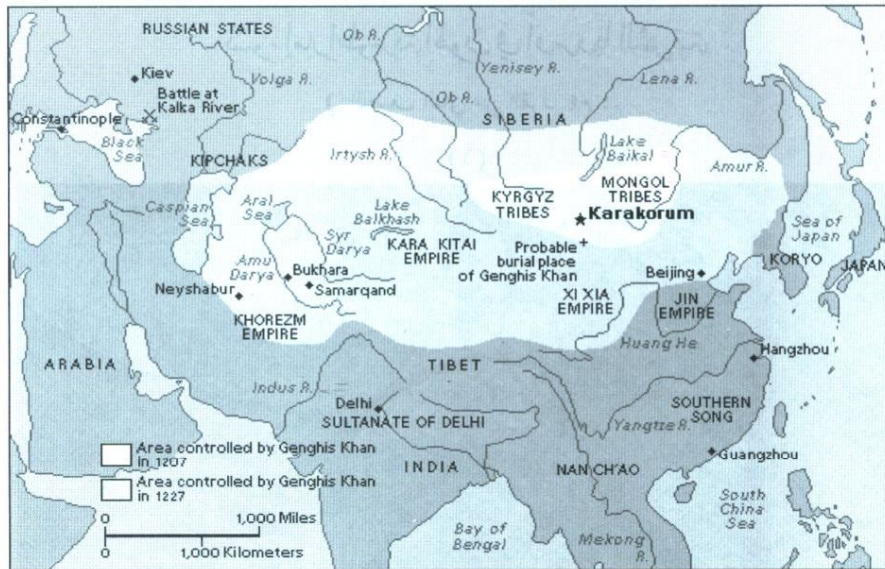 RUSSIAN STATES
Ob R.
Yenisey R.
Lena R.
Kiev
Volga R.
Battle at
Kalka River
Ob R.
Constantinople
Black
Sea
SIBERIA
KIPCHAKS
Irtysh R.
Lake
Baikal
Amur R.
MONGOL
TRIBES
KYRGYZ
TRIBES
Karakorum
Caspian
Sea
Aral
Sea
Lake
Balkhash
Syr
Darya
KARA KITAI
EMPIRE
Sea of
Japan
Probable
burial place
of Genghis Khan
Amu
Darya
Bukhara
Samarqand
Beijing
KORYO
JAPAN
Neyshabur
XI XIA
EMPIRE
JIN
EMPIRE
KHOREZM
EMPIRE
Huang He
ARABIA
TIBET
Hangzhou
Indus R.
Delhi
SULTANATE OF DELHI
SOUTHERN
SONG
Yangtze R.
Guangzhou
INDIA
NAN CH'AO
Area controlled by Genghis Khan
in 1207
Area controlled by Genghis Khan
in 1227
South
China
Sea
0 1,000 Miles
0 1,000 Kilometers
Bay of
Bengal
Mekong
R.